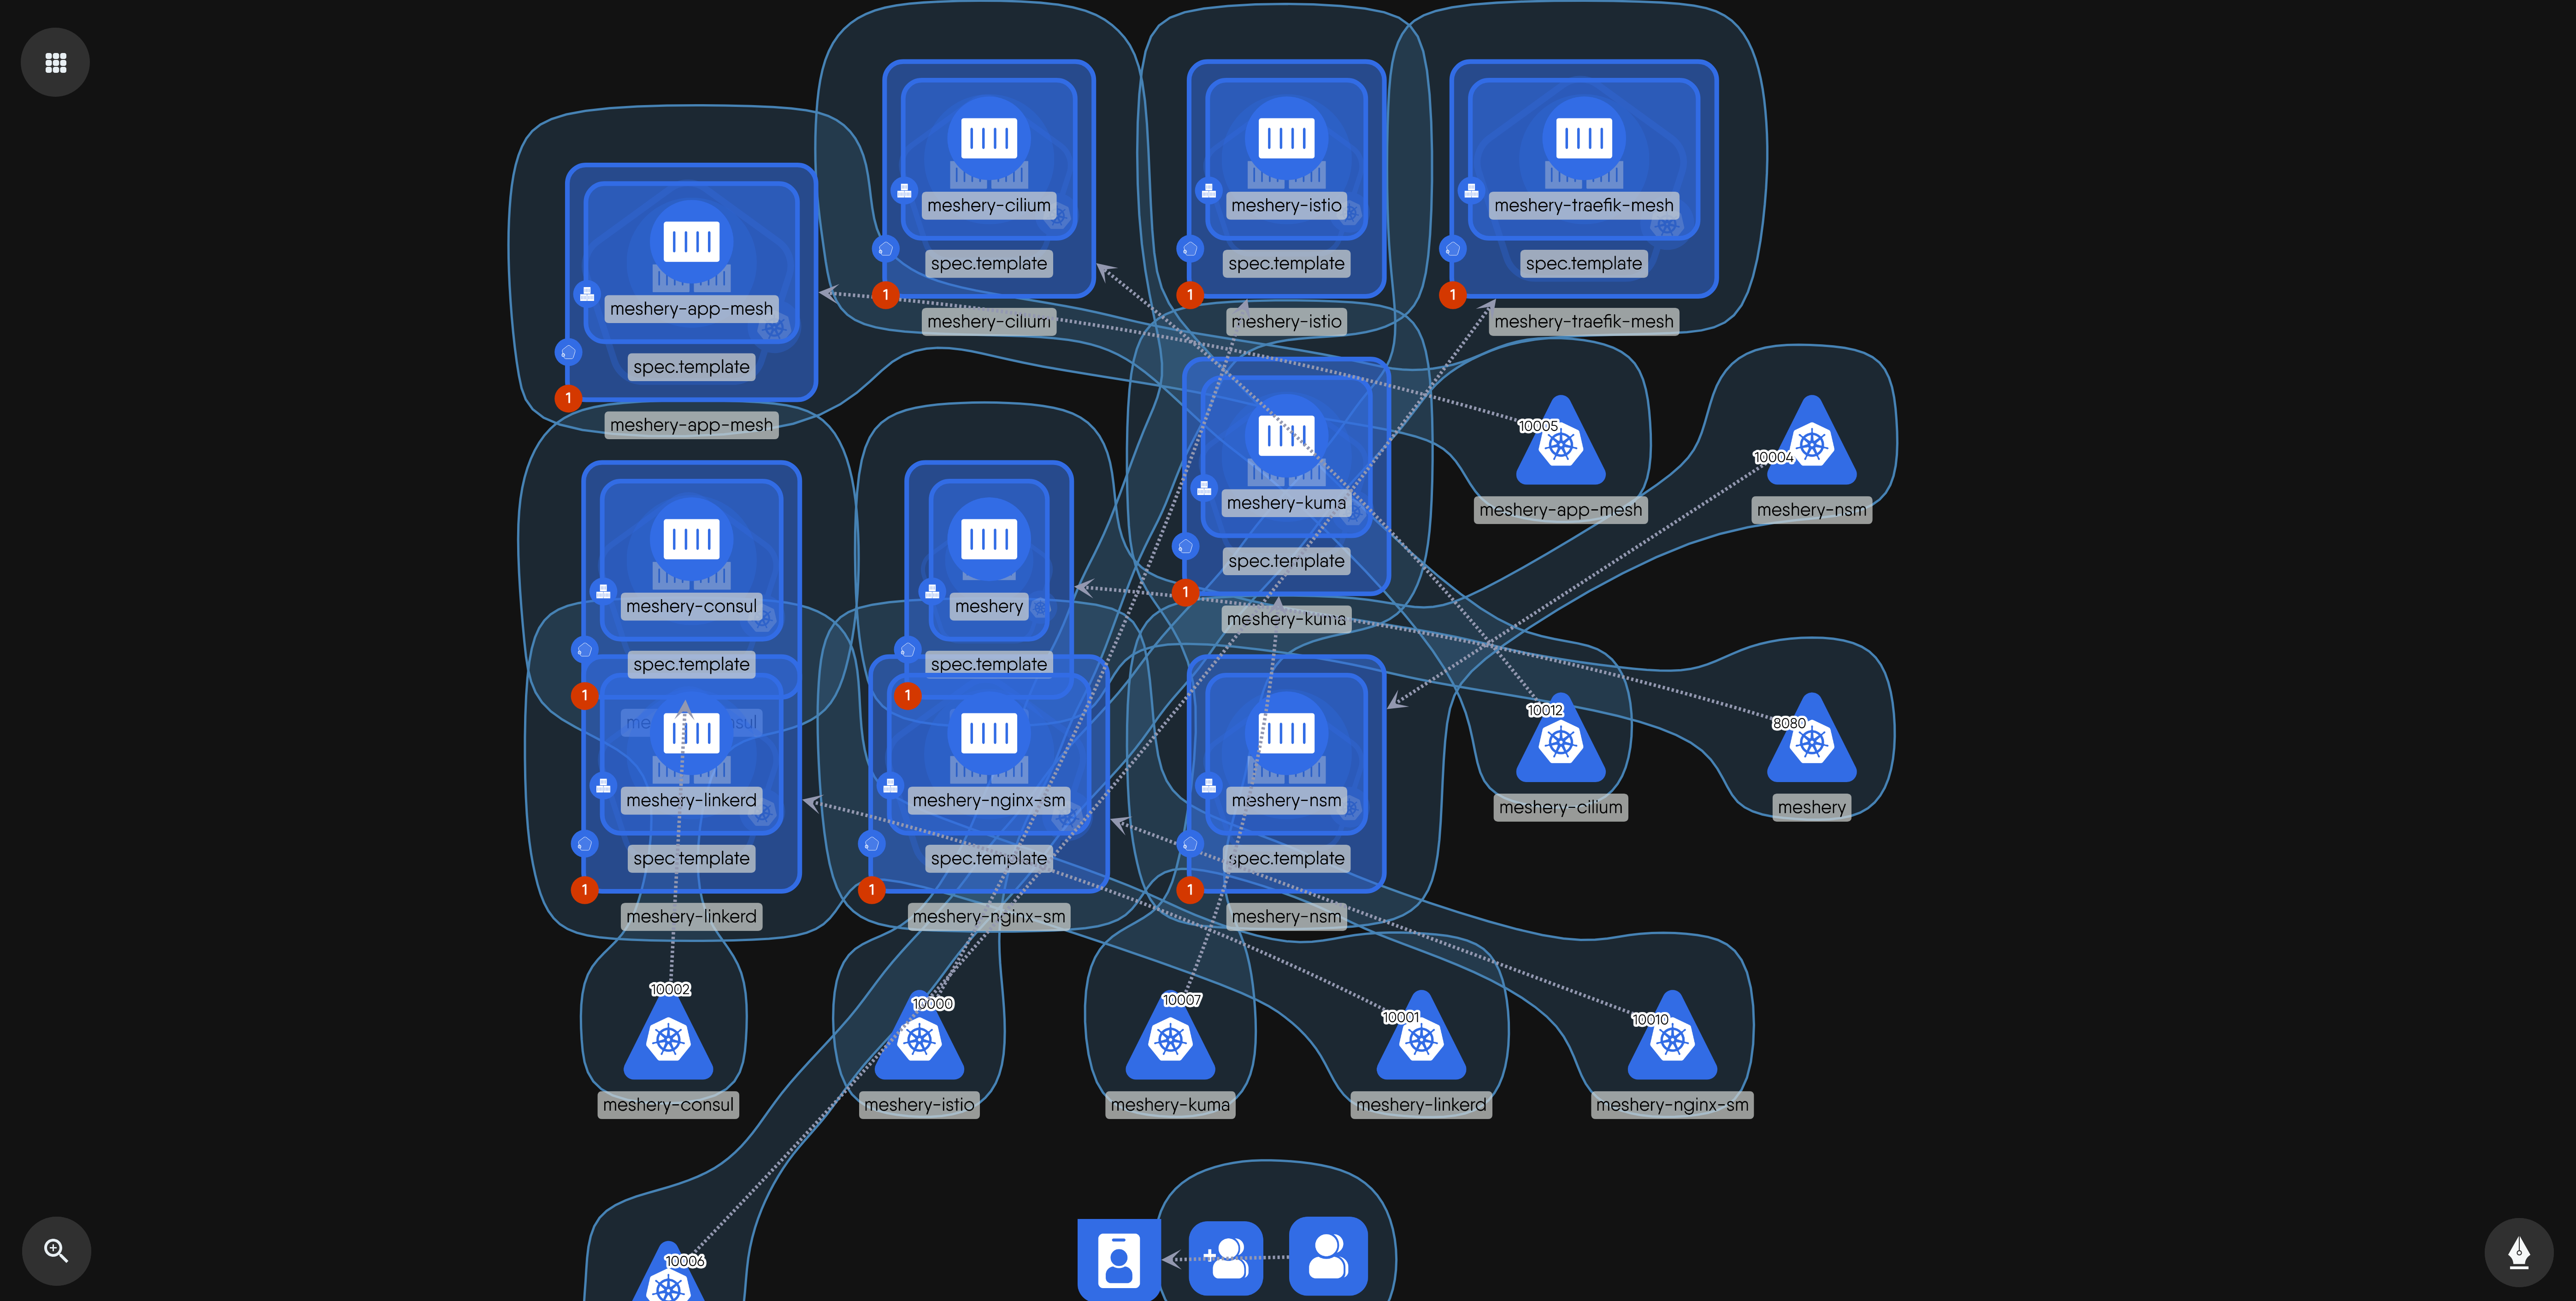 meshery-cilium
spec.template
1
meshery-cilium
meshery-istio
spec.template
1
meshery-istio
meshery-traefik-mesh
spec.template
1
meshery-traefik-mesh
meshery-app-mesh
spec.template
1
meshery-app-mesh
meshery-kuma
spec.template
1
meshery-kuma
10005
meshery-app-mesh
10004
meshery-nsm
meshery-consul
spec.template
1
meshery-consul
meshery
spec.template
1
meshery-linkerd
spec.template
1
meshery-linkerd
meshery-nginx-sm
spec.template
1
meshery-nginx-sm
meshery-nsm
spec.template
1
meshery-nsm
10012
meshery-cilium
8080
meshery
10002
meshery-consul
10000
meshery-istio
10007
meshery-kuma
10001
meshery-linkerd
10010
meshery-nginx-sm
10006